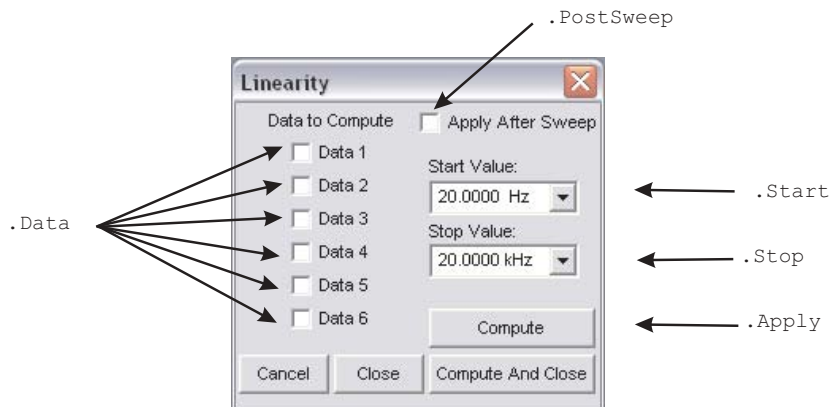 .PostSweep
Linearity
Data to Compute
Apply After Sweep
Data 1
Data 2
Data 3
Data 4
Data 5
Data 6
.Data
Start Value:
20.0000 Hz
.Start
Stop Value:
20.0000 kHz
.Stop
Compute
.Apply
Cancel
Close
Compute And Close